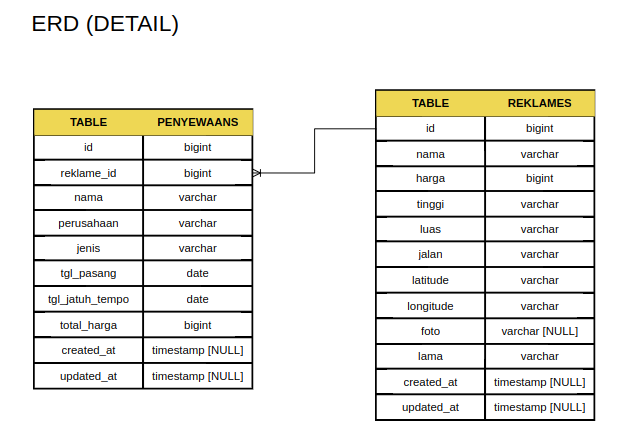 ERD (DETAIL)
TABLE PENYEWAANS
id bigint
reklame_id bigint
nama varchar
perusahaan varchar
jenis varchar
tgl_pasang date
tgl_jatuh_tempo date
total_harga bigint
created_at timestamp [NULL]
updated_at timestamp [NULL]
TABLE REKLAMES
id bigint
nama varchar
harga bigint
tinggi varchar
luas varchar
jalan varchar
latitude varchar
longitude varchar
foto varchar [NULL]
lama varchar
created_at timestamp [NULL]
updated_at timestamp [NULL]